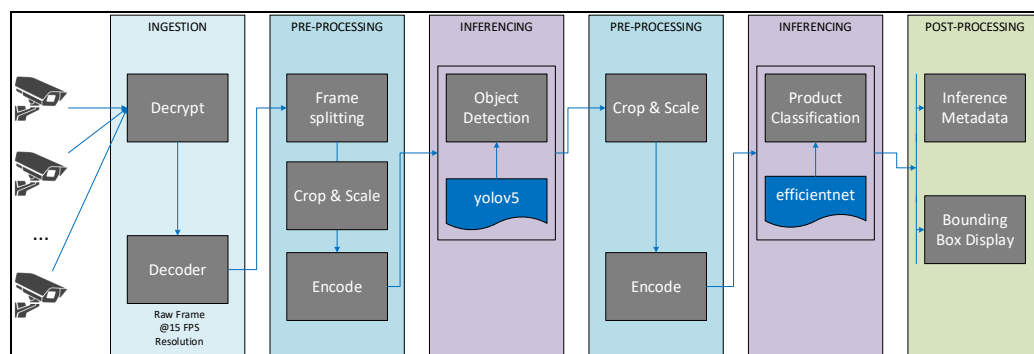 INGESTION
PRE-PROCESSING
INFERENCING
PRE-PROCESSING
INFERENCING
POST-PROCESSING
Decrypt
Frame
splitting
Object
Detection
Crop & Scale
Product
Classification
Inference
Metadata
Crop & Scale
yolov5
efficientnet
...
Decoder
Encode
Encode
Bounding
Box Display
Raw Frame
@15 FPS
Resolution